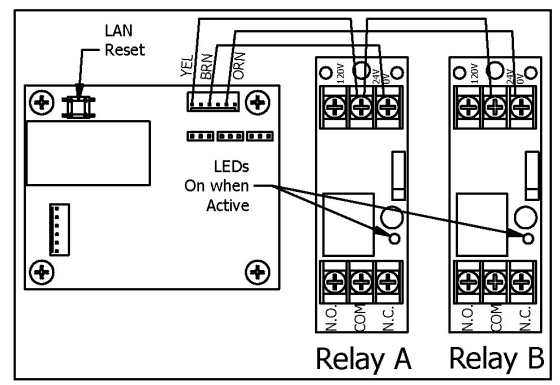 LAN
Reset
YEL
BRN
ORN
120V
24V
0V
120V
24V
0V
LEDs
On when
Active
N.O.
COM
N.C.
N.O.
COM
N.C.
Relay A
Relay B